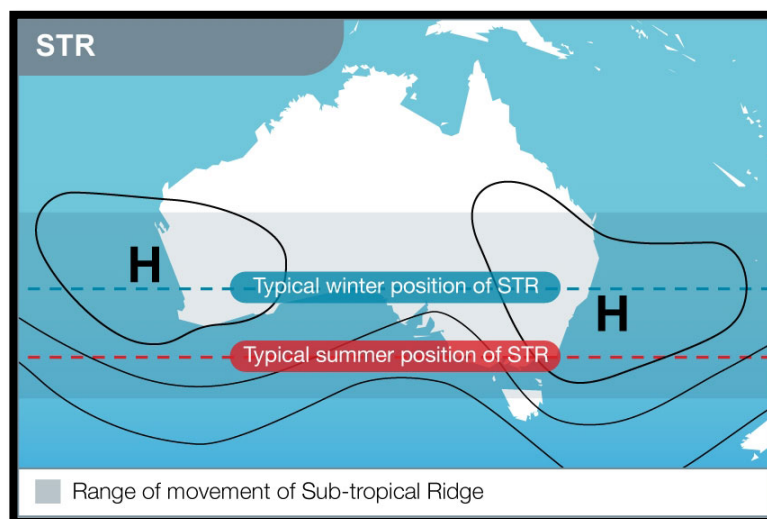 STR
H
Typical winter position of STR
H
Typical summer position of STR
Range of movement of Sub-tropical Ridge